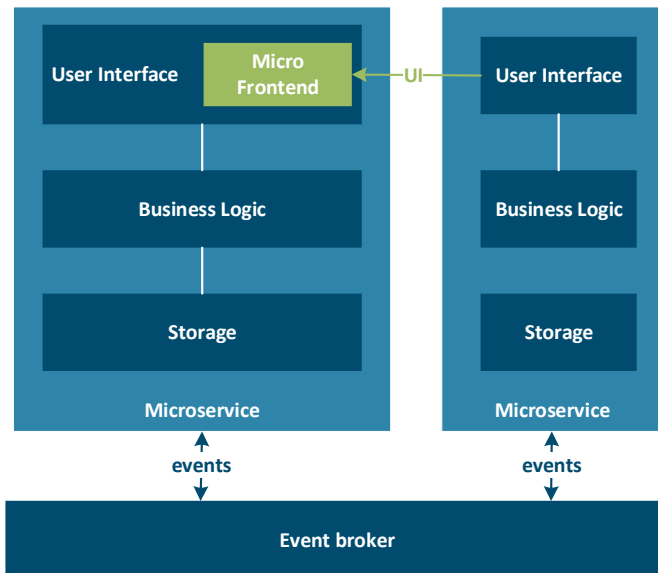 User Interface
Micro
Frontend
UI
User Interface
Business Logic
Business Logic
Storage
Storage
Microservice
Microservice
events
events
Event broker